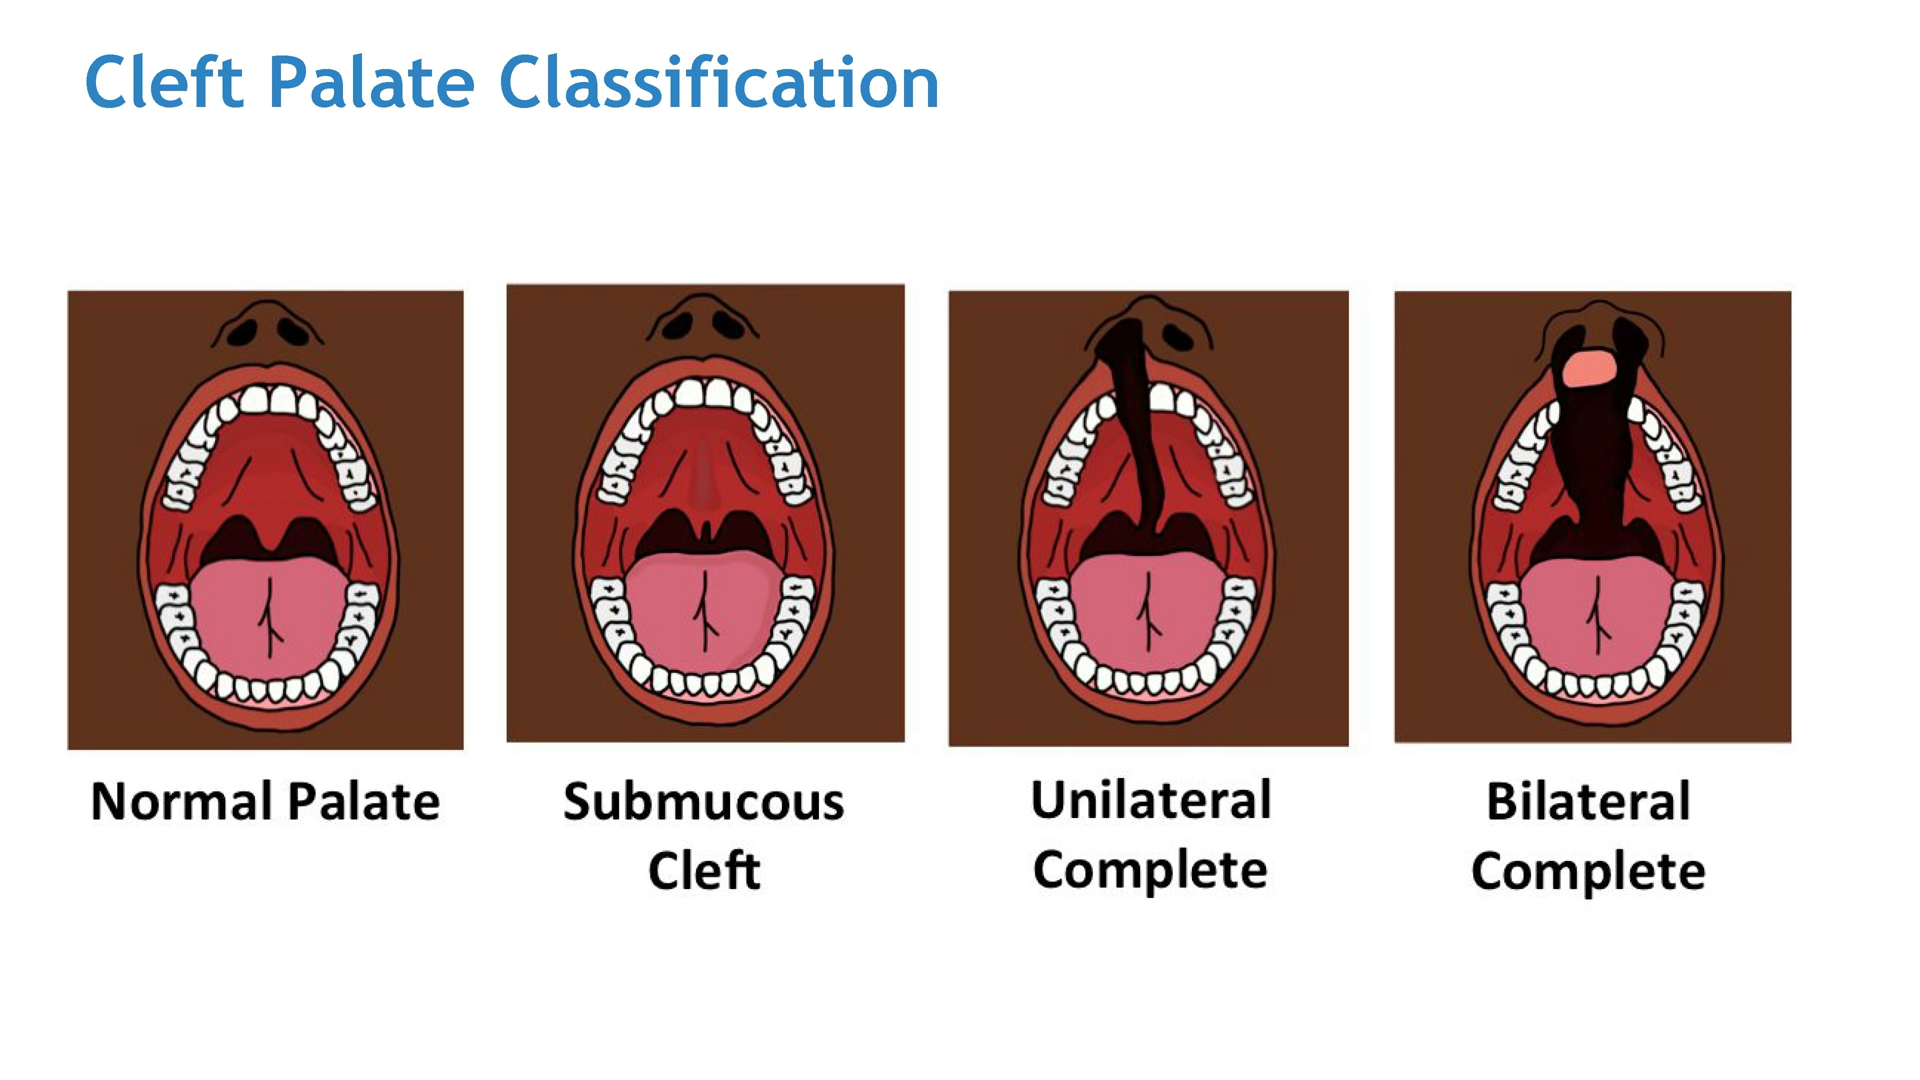 Cleft Palate Classification
Normal Palate
Submucous
Cleft
Unilateral
Complete
Bilateral
Complete